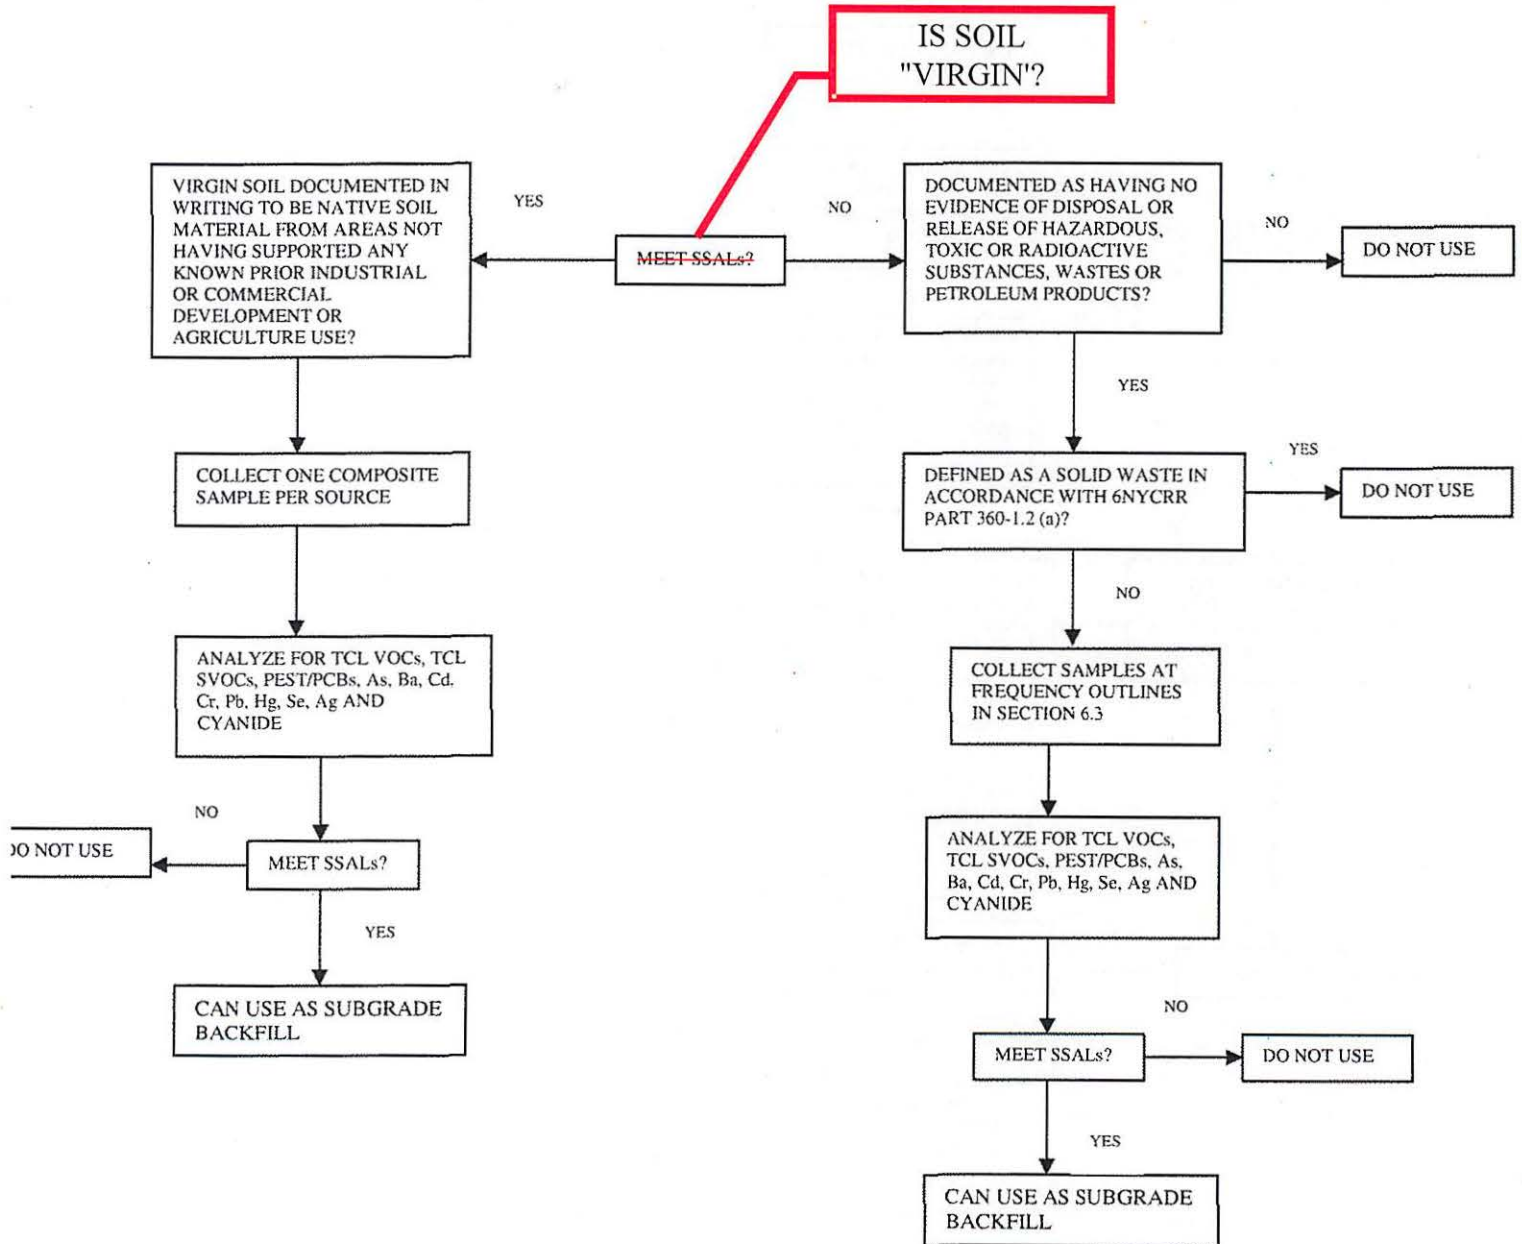 IS SOIL
"VIRGIN'?
VIRGIN SOIL DOCUMENTED IN
WRITING TO BE NATIVE SOIL
MATERIAL FROM AREAS NOT
HAVING SUPPORTED ANY
KNOWN PRIOR INDUSTRIAL
OR COMMERCIAL
DEVELOPMENT OR
AGRICULTURE USE?
YES
MEET SSALs?
NO
DOCUMENTED AS HAVING NO
EVIDENCE OF DISPOSAL OR
RELEASE OF HAZARDOUS,
TOXIC OR RADIOACTIVE
SUBSTANCES, WASTES OR
PETROLEUM PRODUCTS?
NO
DO NOT USE
YES
COLLECT ONE COMPOSITE
SAMPLE PER SOURCE
DEFINED AS A SOLID WASTE IN
ACCORDANCE WITH 6NYCRR
PART 360-1.2 (a)?
YES
DO NOT USE
NO
ANALYZE FOR TCL VOCs, TCL
SVOCs, PEST/PCBs, As, Ba, Cd,
Cr, Pb, Hg, Se, Ag AND
CYANIDE
COLLECT SAMPLES AT
FREQUENCY OUTLINES
IN SECTION 6.3
NO
DO NOT USE
MEET SSALs?
ANALYZE FOR TCL VOCs,
TCL SVOCs, PEST/PCBs, As,
Ba, Cd, Cr, Pb, Hg, Se, Ag AND
CYANIDE
YES
CAN USE AS SUBGRADE
BACKFILL
NO
MEET SSALs?
DO NOT USE
YES
CAN USE AS SUBGRADE
BACKFILL